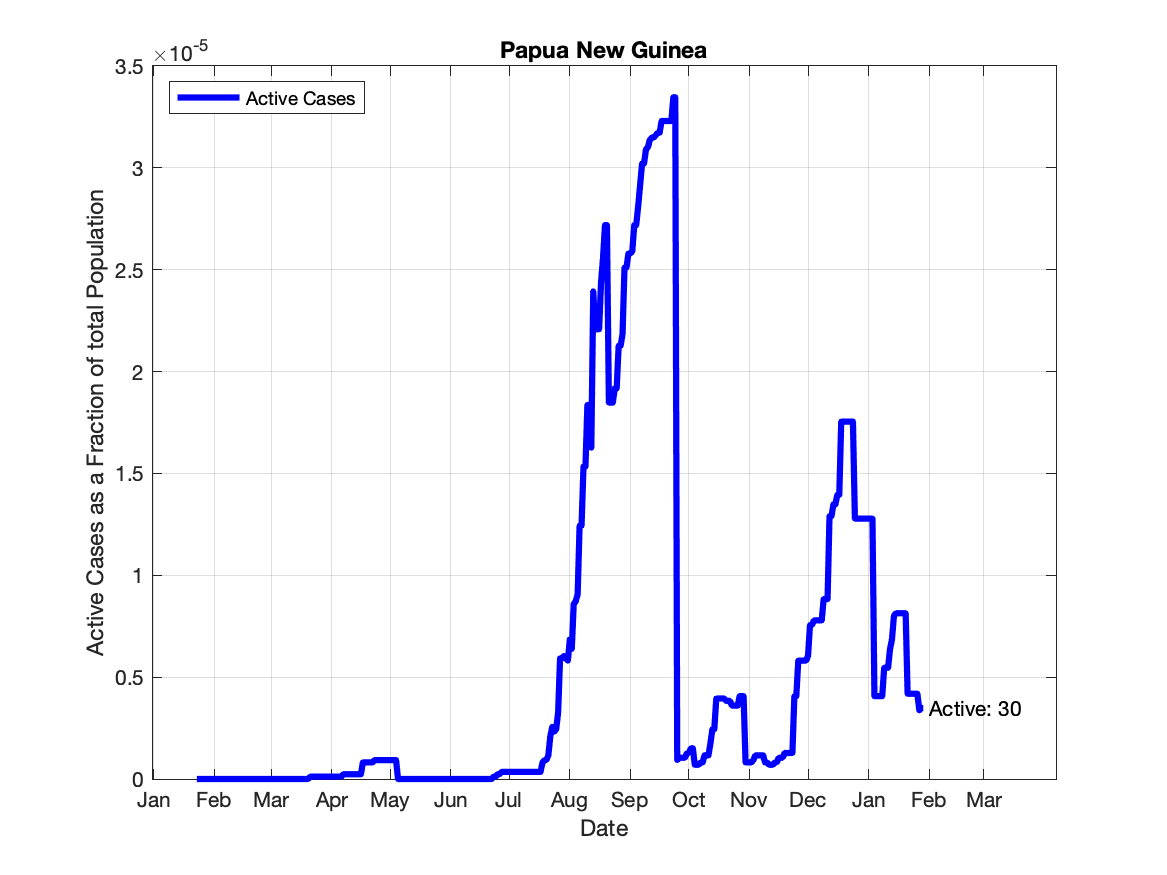 Papua New Guinea
×10-5
Active Cases
3.5
3
2.5
2
1.5
1
0.5
0
Active Cases as a Fraction of total Population
Active: 30
Jan Feb Mar Apr May Jun Jul Aug Sep Oct Nov Dec Jan Feb Mar
Date